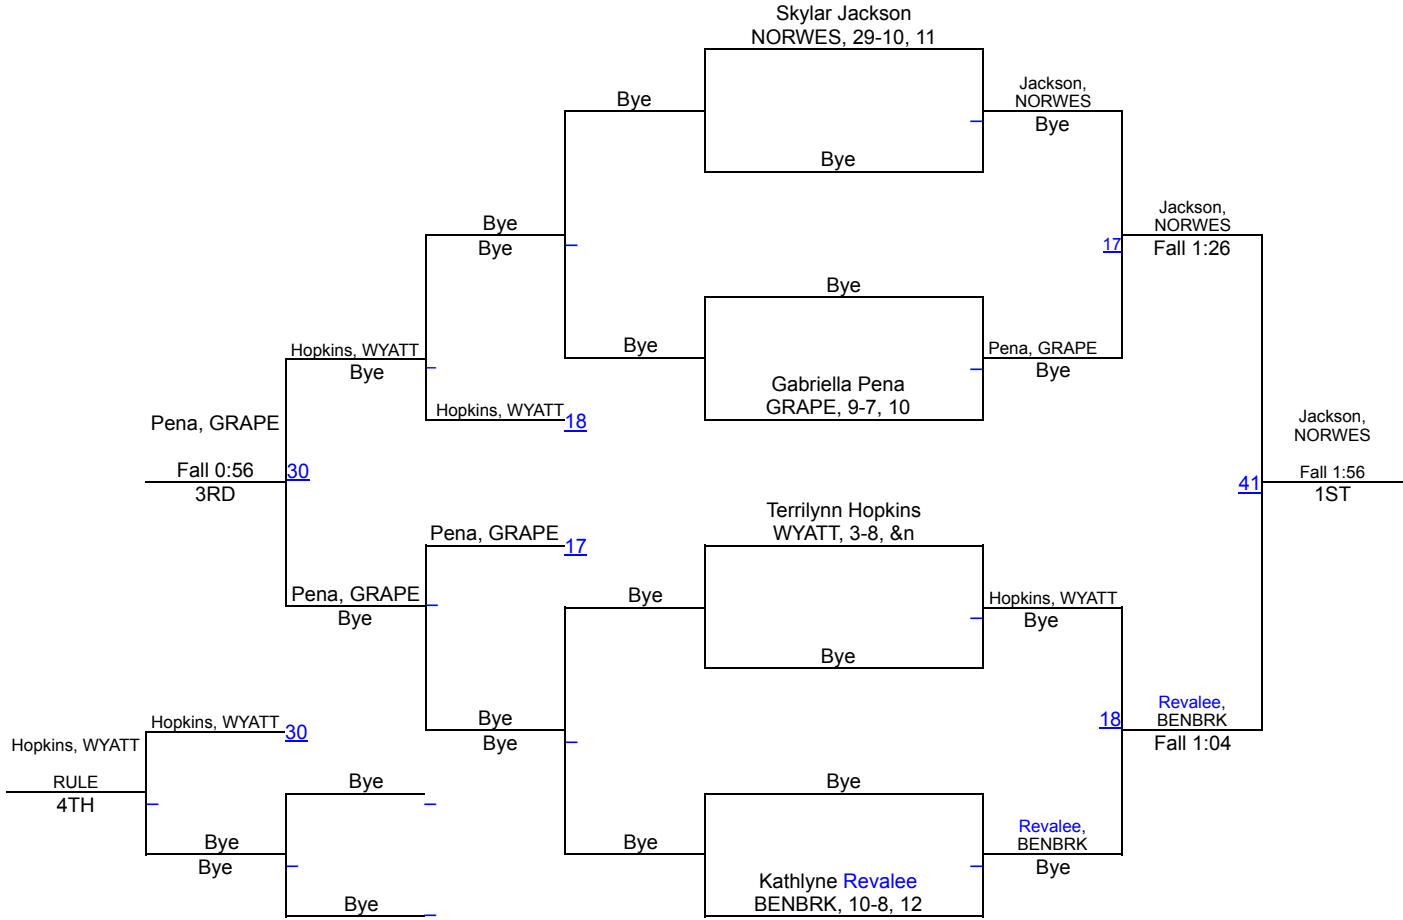 Skylar Jackson
NORWES, 29-10, 11
Bye
Jackson,
NORWES
Bye
Bye
Bye
Bye
Jackson,
NORWES
17
Fall 1:26
Bye
Hopkins, WYATT
Bye
Bye
Pena, GRAPE
Bye
Gabriella Pena
GRAPE, 9-7, 10
Hopkins, WYATT
18
Pena, GRAPE
Fall 0:56
30
3RD
Jackson,
NORWES
Fall 1:56
41
1ST
Terrilynn Hopkins
WYATT, 3-8, &n
Pena, GRAPE
17
Pena, GRAPE
Bye
Bye
Hopkins, WYATT
Bye
Bye
Hopkins, WYATT
Hopkins, WYATT
30
Bye
Bye
Revalee,
BENBRK
18
Fall 1:04
RULE
4TH
Bye
Bye
Bye
Bye
Bye
Revalee,
BENBRK
Bye
Kathlyne Revalee
BENBRK, 10-8, 12
Bye